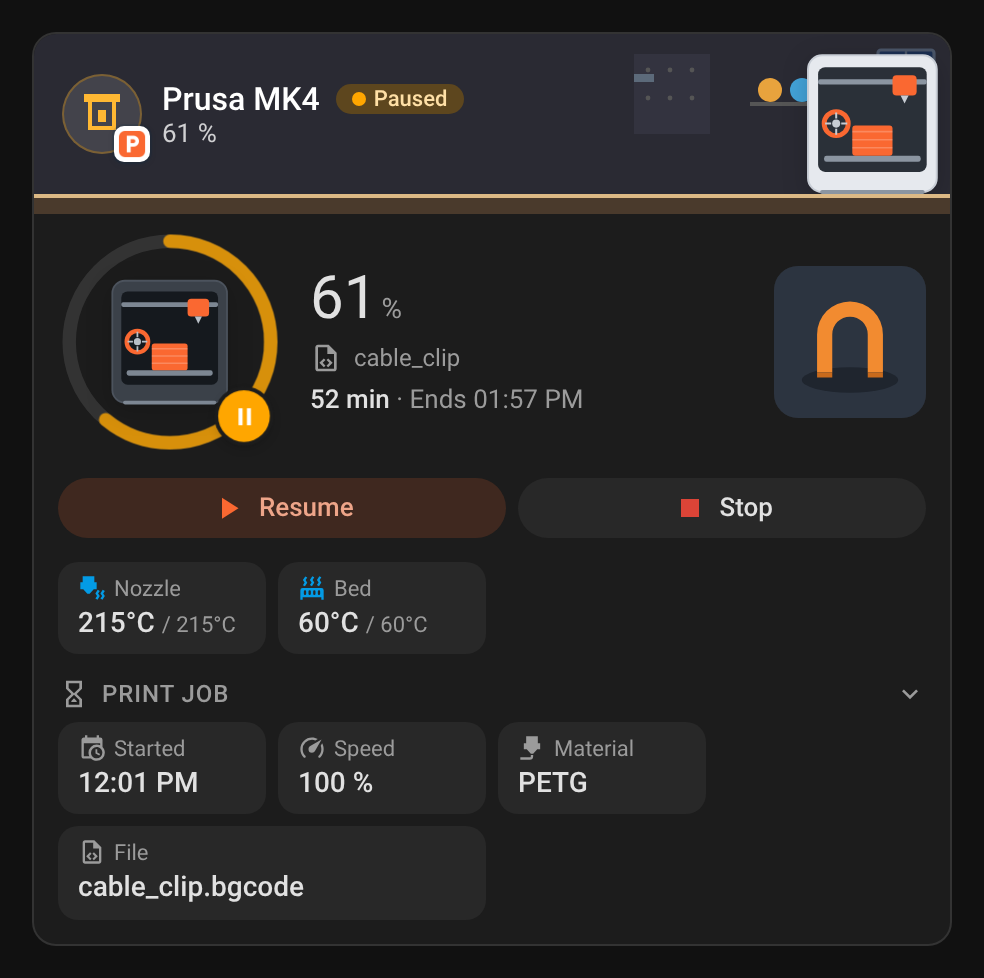 Prusa MK4
Paused
61 %
P
61 %
cable_clip
52 min · Ends 01:57 PM
Resume
Stop
Nozzle
215°C / 215°C
Bed
60°C / 60°C
PRINT JOB
Started
12:01 PM
Speed
100 %
Material
PETG
File
cable_clip.bgcode